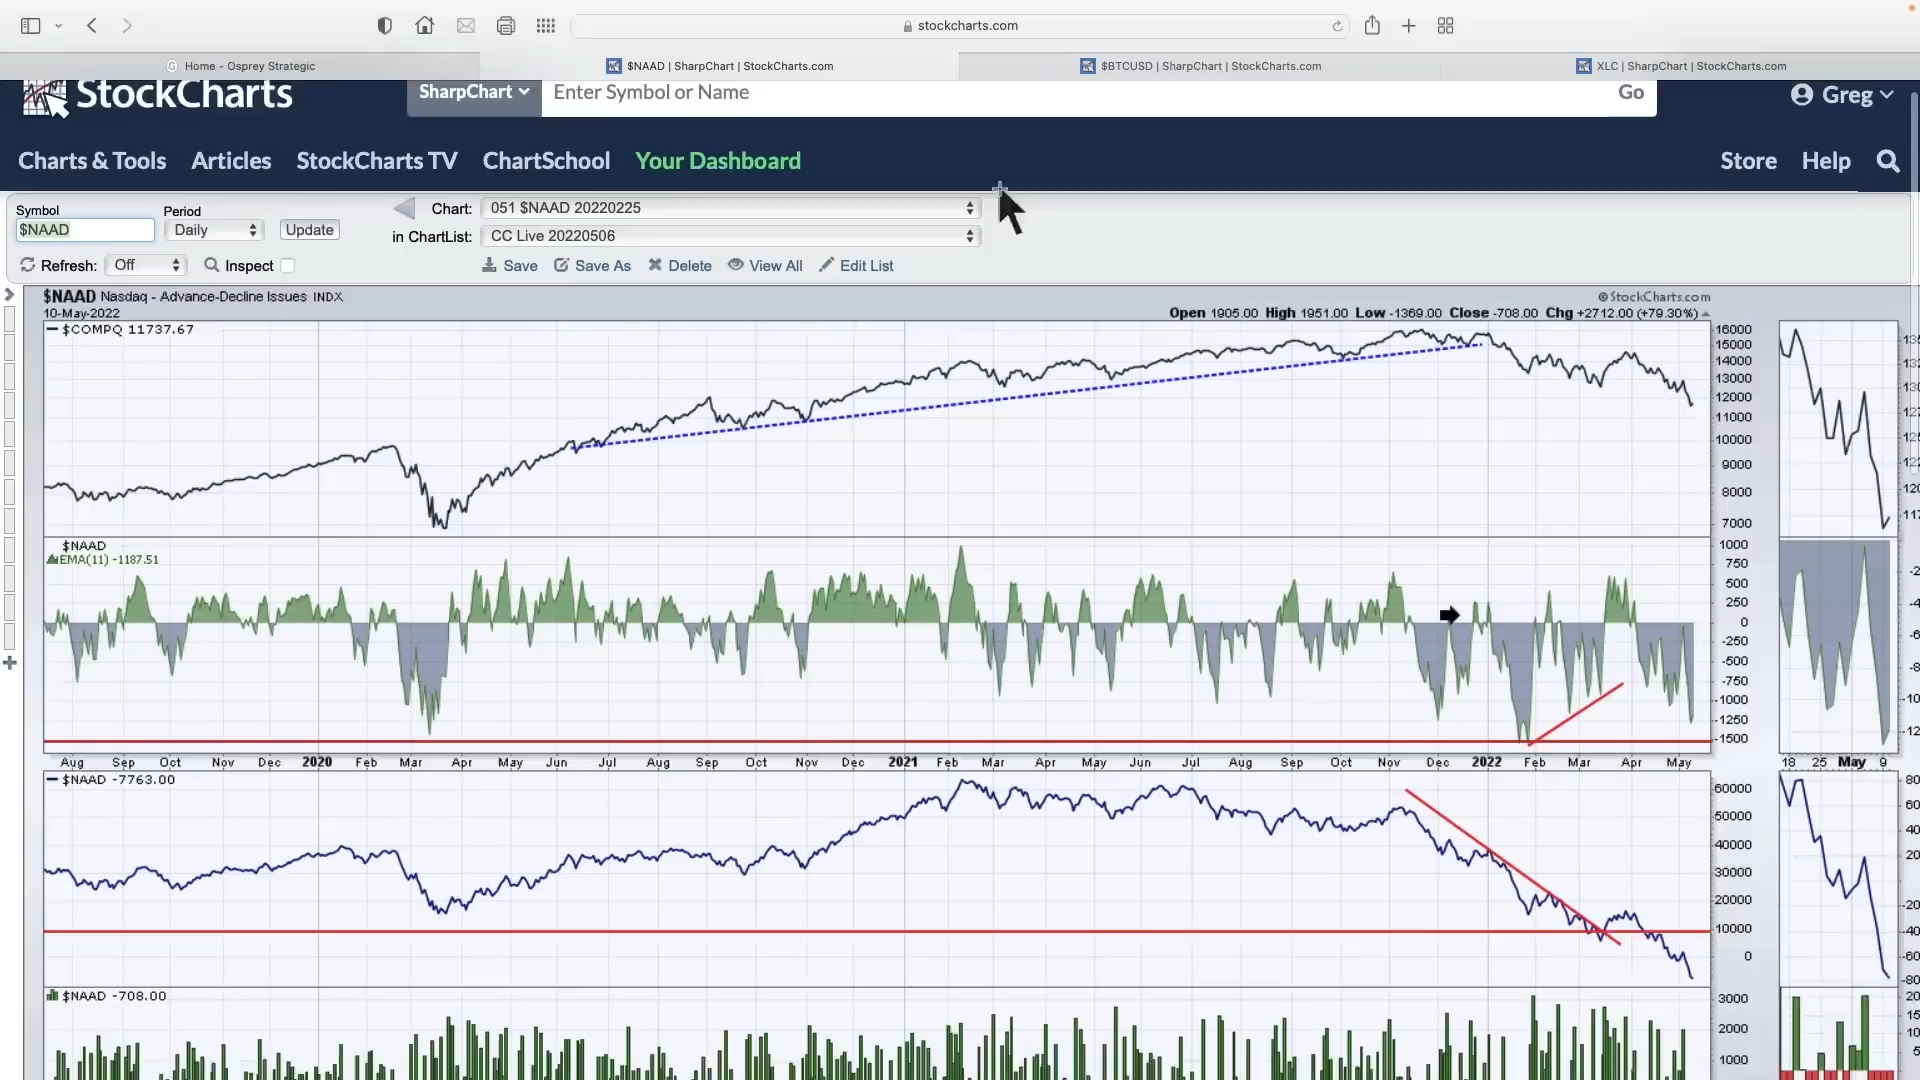 stockcharts.com
Home - Osprey Strategic
$NAAD | SharpChart | StockCharts.com
$BTCUSD | SharpChart | StockCharts.com
XLC | SharpChart | StockCharts.com
StockCharts
SharpChart
Enter Symbol or Name
Go
Greg
Charts & Tools
Articles
StockCharts TV
ChartSchool
Your Dashboard
Store
Help
Symbol
$NAAD
Period
Daily
Update
Chart:
051 $NAAD 20220225
in ChartList:
CC Live 20220506
Refresh:
Off
Inspect
Save
Save As
Delete
View All
Edit List
$NAAD Nasdaq - Advance-Decline Issues INDX
© StockCharts.com
10-May-2022
Open 1905.00 High 1951.00 Low -1369.00 Close -708.00 Chg +2712.00 (+79.30%)
$COMPQ 11737.67
16000
15000
14000
13000
12000
11000
10000
9000
8000
7000
$NAAD
EMA(11) -1187.51
1000
750
500
250
0
-250
-500
-750
-1000
-1250
-1500
Aug Sep Oct Nov Dec 2020 Feb Mar Apr May Jun Jul Aug Sep Oct Nov Dec 2021 Feb Mar Apr May Jun Jul Aug Sep Oct Nov Dec 2022 Feb Mar Apr May
18 25 May 9
$NAAD -7763.00
60000
50000
40000
30000
20000
10000
0
$NAAD -708.00
3000
2000
1000